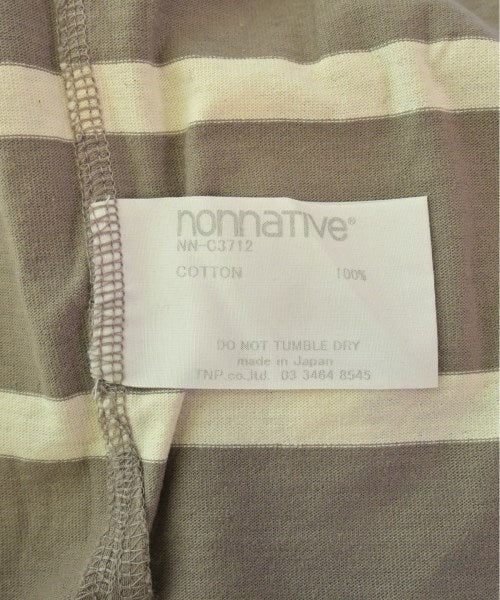 nonnative®
NN-C3712
COTTON 100%
DO NOT TUMBLE DRY
made in Japan
TNP co.,ltd. 03 3464 8545